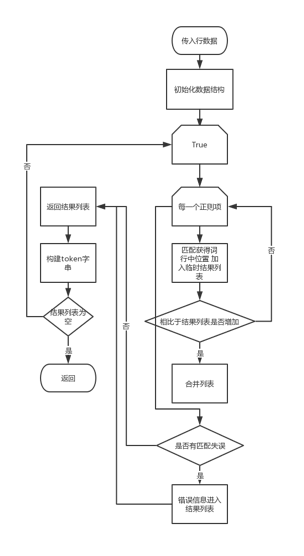 传入行数据
初始化数据结构
True
否
返回结果列表
每一个正则项
否
构建token字
串
匹配获得词
行中位置 加
入临时结果列
表
结果列表为
空
否
相比于结果列表是否增加
是
是
返回
合并列表
是否有匹配失误
是
错误信息进入
结果列表